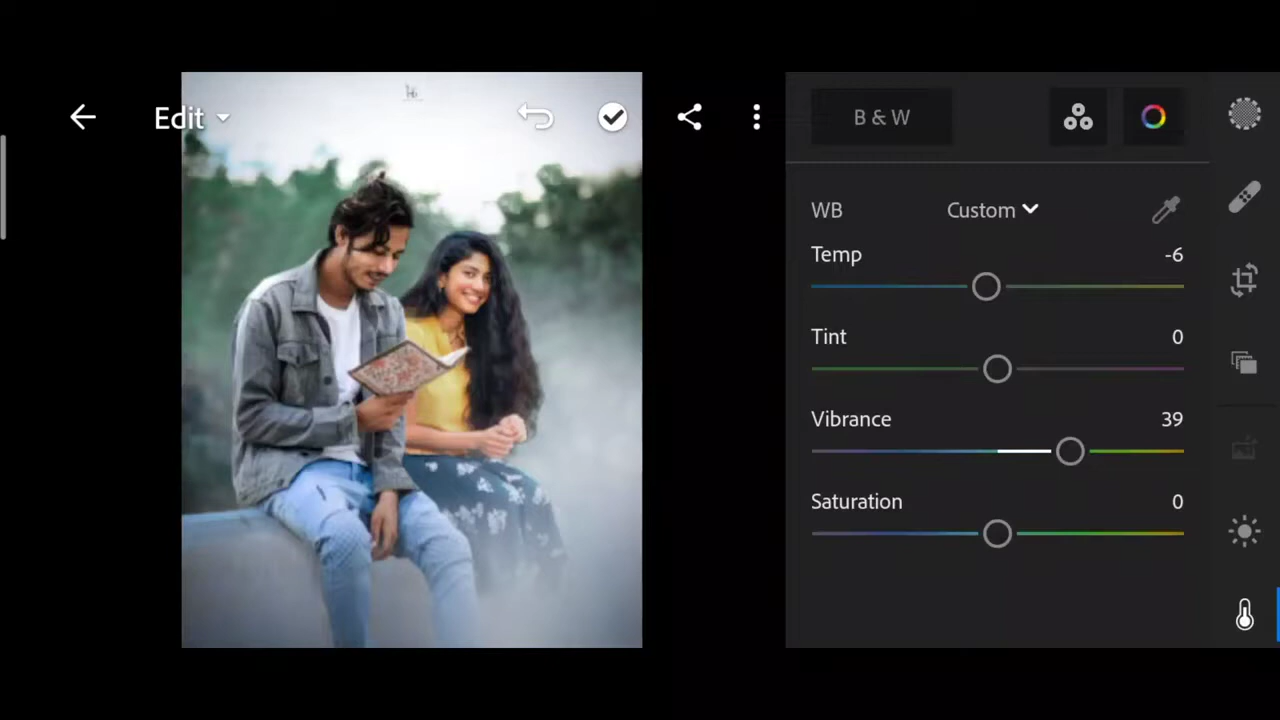 Edit
B & W
WB Custom
Temp -6
Tint 0
Vibrance 39
Saturation 0